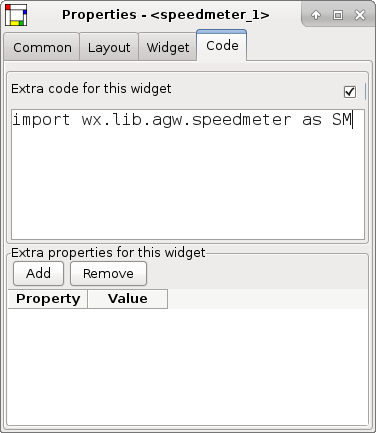 Properties - <speedmeter_1>
Common Layout Widget Code
Extra code for this widget
import wx.lib.agw.speedmeter as SM
Extra properties for this widget
Add Remove
Property Value